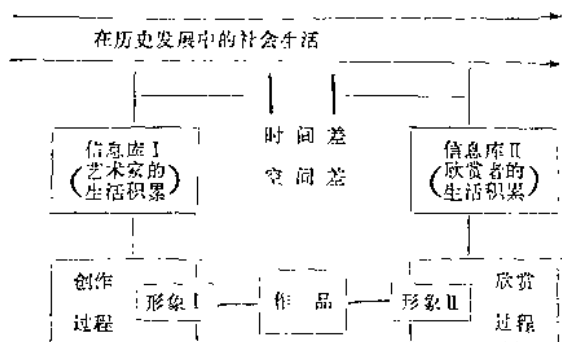 在历史发展中的社会生活
时间差
空间差
信息库Ⅰ
(艺术家的
生活积累)
信息库Ⅱ
(欣赏者的
生活积累)
创作
过程
形象Ⅰ
作品
形象Ⅱ
欣赏
过程